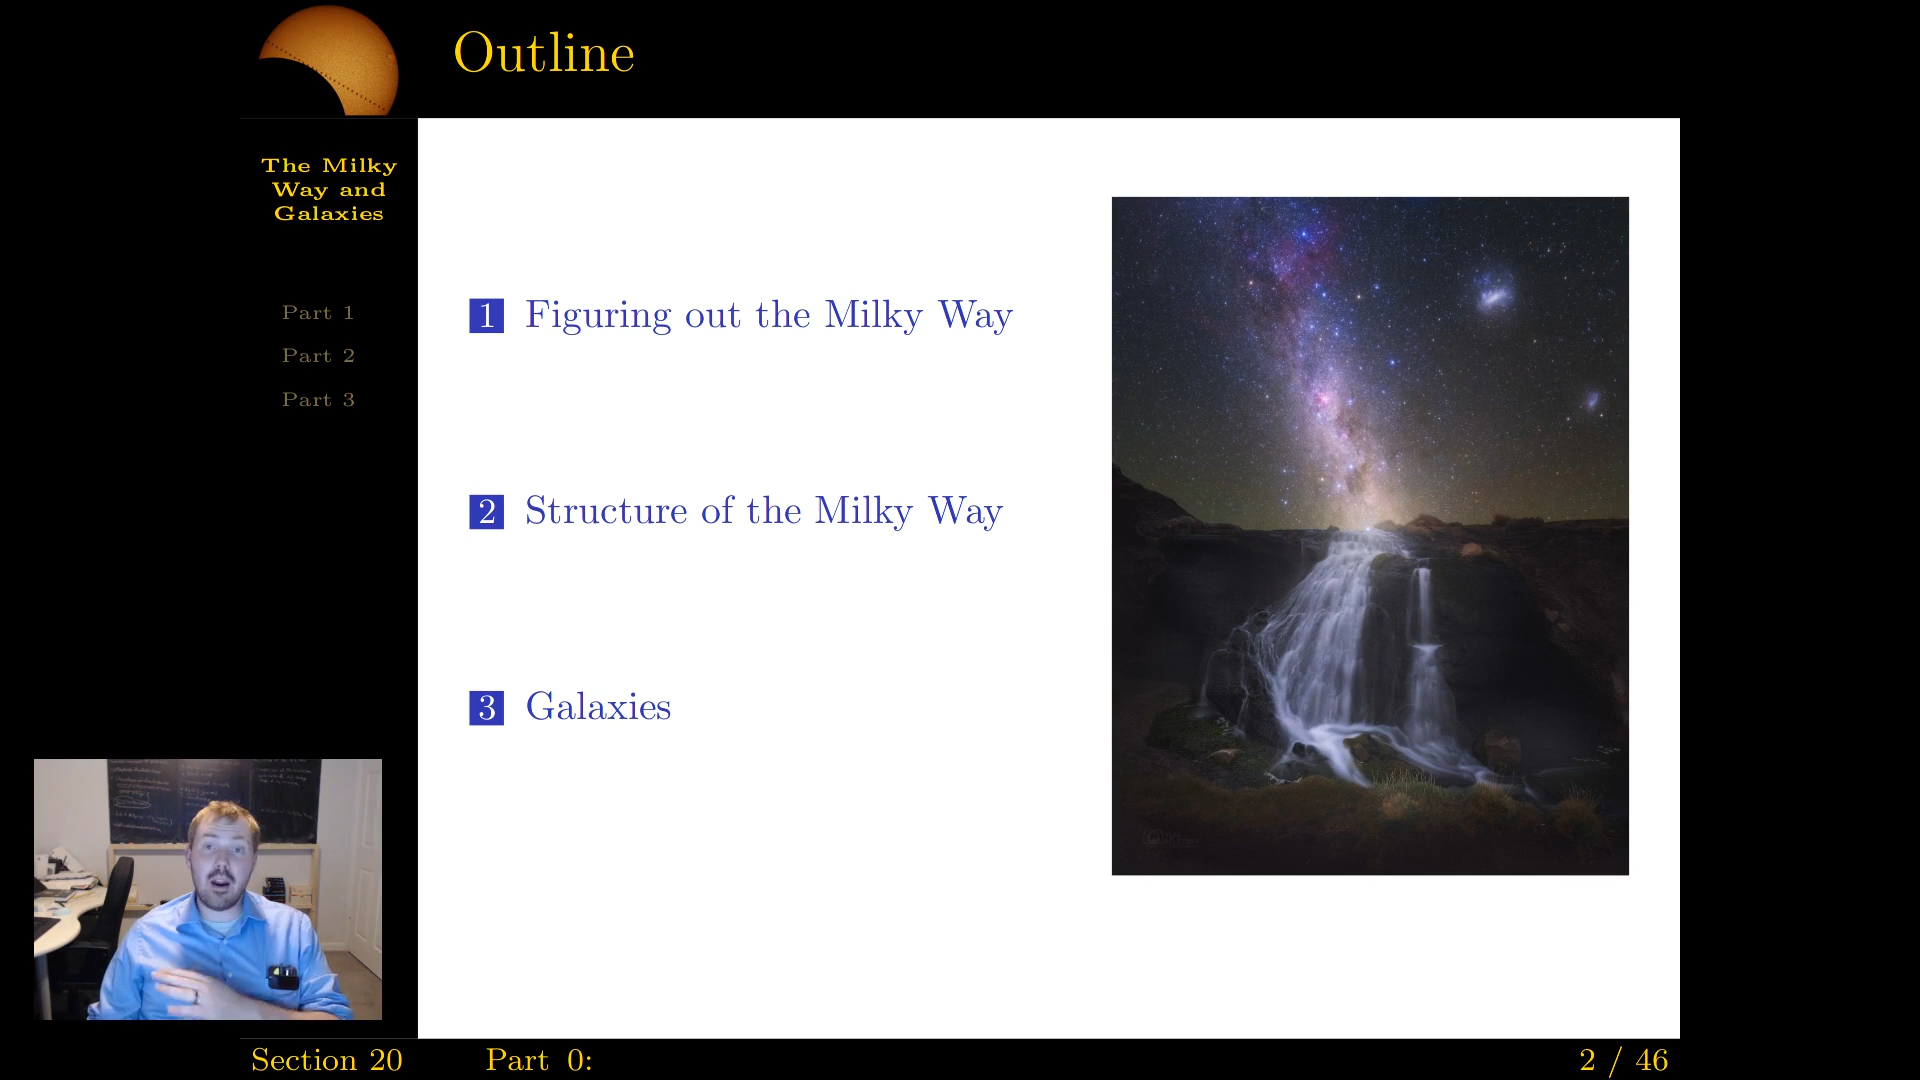 Outline
The Milky
Way and
Galaxies
Part 1
Part 2
Part 3
1 Figuring out the Milky Way
2 Structure of the Milky Way
3 Galaxies
Section 20
Part 0:
2 / 46